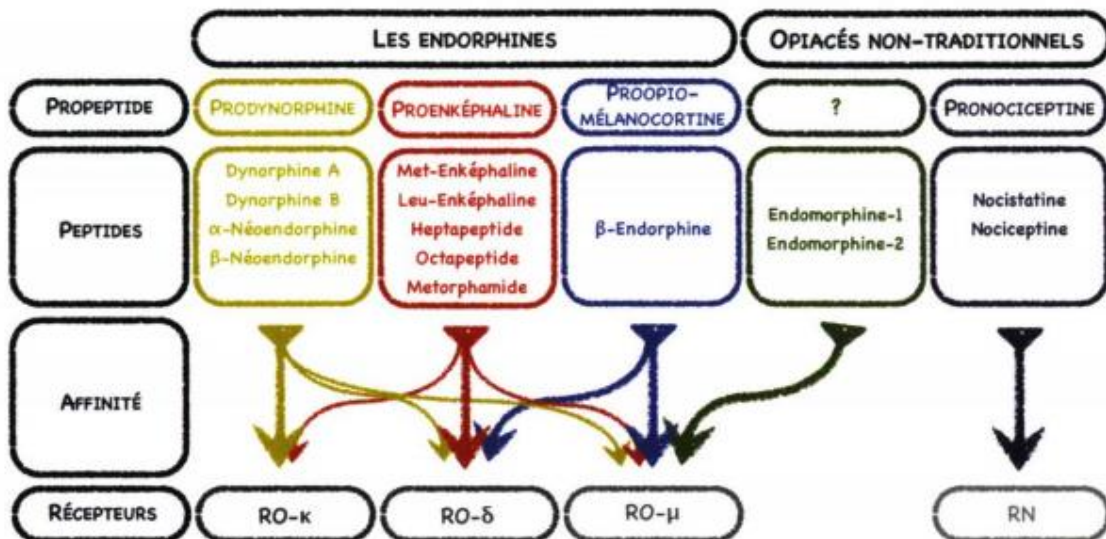 LES ENDORPHINES
OPIACÉS NON-TRADITIONNELS
PROPEPTIDE
PRODYNORPHINE
PROENKÉPHALINE
PROOPIO-
MÉLANOCORTINE
?
PRONOCICEPTINE
PEPTIDES
Dynorphine A
Dynorphine B
α-Néoendorphine
β-Néoendorphine
Met-Enképhaline
Leu-Enképhaline
Heptapeptide
Octapeptide
Metorphamide
β-Endorphine
Endomorphine-1
Endomorphine-2
Nocistatine
Nociceptine
AFFINITÉ
RÉCEPTEURS
RO-κ
RO-δ
RO-μ
RN